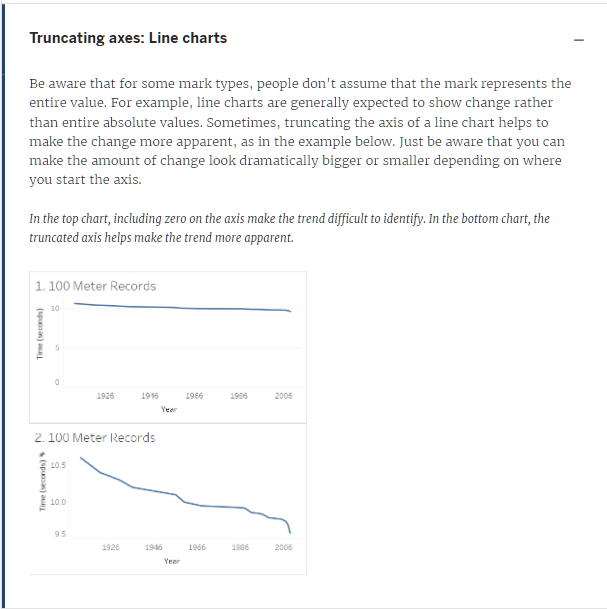 Truncating axes: Line charts
–
Be aware that for some mark types, people don't assume that the mark represents the
entire value. For example, line charts are generally expected to show change rather
than entire absolute values. Sometimes, truncating the axis of a line chart helps to
make the change more apparent, as in the example below. Just be aware that you can
make the amount of change look dramatically bigger or smaller depending on where
you start the axis.
In the top chart, including zero on the axis make the trend difficult to identify. In the bottom chart, the
truncated axis helps make the trend more apparent.
1. 100 Meter Records
Time (seconds)
10
5
0
1926 1946 1966 1986 2006
Year
2. 100 Meter Records
Time (seconds)
10.5
10.0
9.5
1926 1946 1966 1986 2006
Year